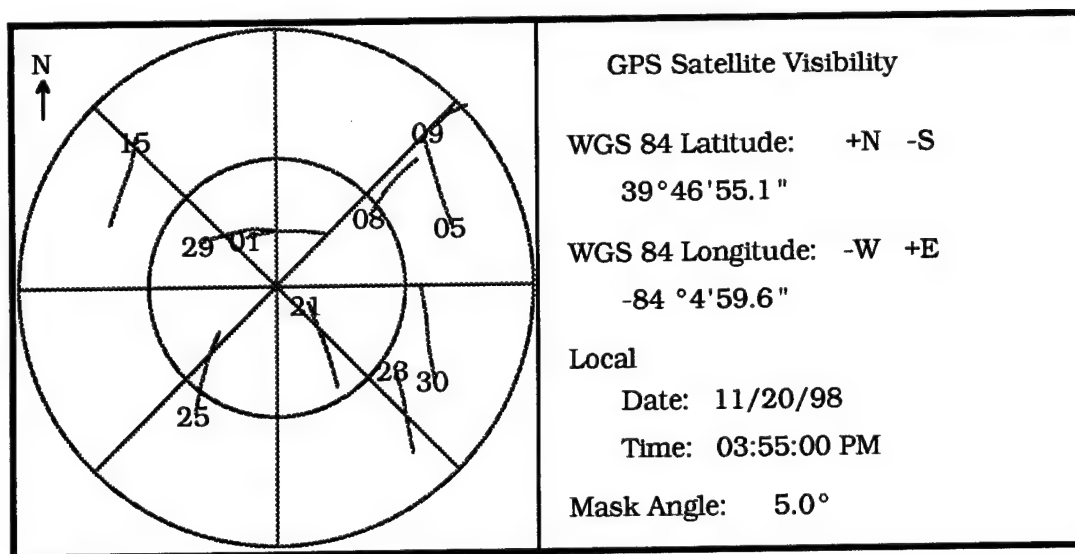 N
15
09
08
05
29
01
21
23
30
25
GPS Satellite Visibility
WGS 84 Latitude: +N -S
39°46'55.1"
WGS 84 Longitude: -W +E
-84 °4'59.6"
Local
Date: 11/20/98
Time: 03:55:00 PM
Mask Angle: 5.0°